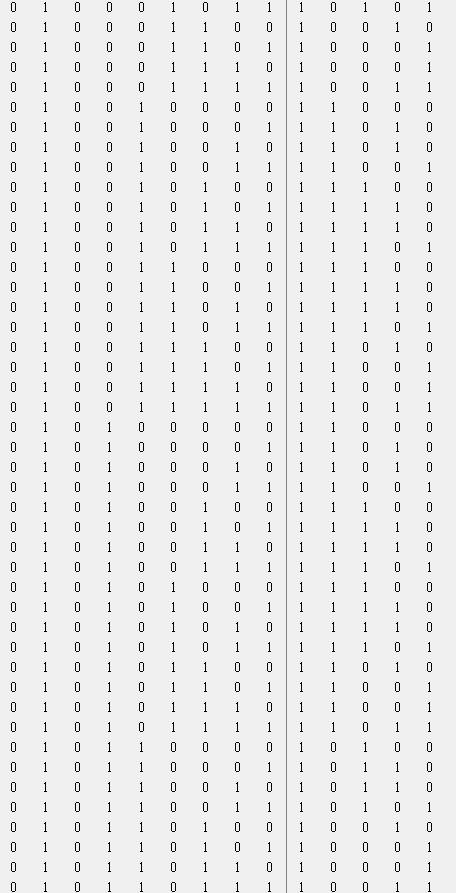 0 1 0 0 0 1 0 1 1 1 0 1 0 1
0 1 0 0 0 1 1 0 0 1 0 0 1 0
0 1 0 0 0 1 1 0 1 1 0 0 0 1
0 1 0 0 0 1 1 1 0 1 0 0 0 1
0 1 0 0 0 1 1 1 1 1 0 0 1 1
0 1 0 0 1 0 0 0 0 1 1 0 0 0
0 1 0 0 1 0 0 0 1 1 1 0 1 0
0 1 0 0 1 0 0 1 0 1 1 0 1 0
0 1 0 0 1 0 0 1 1 1 1 0 0 1
0 1 0 0 1 0 1 0 0 1 1 1 0 0
0 1 0 0 1 0 1 0 1 1 1 1 1 0
0 1 0 0 1 0 1 1 0 1 1 1 1 0
0 1 0 0 1 0 1 1 1 1 1 1 0 1
0 1 0 0 1 1 0 0 0 1 1 1 0 0
0 1 0 0 1 1 0 0 1 1 1 1 1 0
0 1 0 0 1 1 0 1 0 1 1 1 1 0
0 1 0 0 1 1 0 1 1 1 1 1 0 1
0 1 0 0 1 1 1 0 0 1 1 0 1 0
0 1 0 0 1 1 1 0 1 1 1 0 0 1
0 1 0 0 1 1 1 1 0 1 1 0 0 1
0 1 0 0 1 1 1 1 1 1 1 0 1 1
0 1 0 1 0 0 0 0 0 1 1 0 0 0
0 1 0 1 0 0 0 0 1 1 1 0 1 0
0 1 0 1 0 0 0 1 0 1 1 0 1 0
0 1 0 1 0 0 0 1 1 1 1 0 0 1
0 1 0 1 0 0 1 0 0 1 1 1 0 0
0 1 0 1 0 0 1 0 1 1 1 1 1 0
0 1 0 1 0 0 1 1 0 1 1 1 1 0
0 1 0 1 0 0 1 1 1 1 1 1 0 1
0 1 0 1 0 1 0 0 0 1 1 1 0 0
0 1 0 1 0 1 0 0 1 1 1 1 1 0
0 1 0 1 0 1 0 1 0 1 1 1 1 0
0 1 0 1 0 1 0 1 1 1 1 1 0 1
0 1 0 1 0 1 1 0 0 1 1 0 1 0
0 1 0 1 0 1 1 0 1 1 1 0 0 1
0 1 0 1 0 1 1 1 0 1 1 0 0 1
0 1 0 1 0 1 1 1 1 1 1 0 1 1
0 1 0 1 1 0 0 0 0 1 0 1 0 0
0 1 0 1 1 0 0 0 1 1 0 1 1 0
0 1 0 1 1 0 0 1 0 1 0 1 1 0
0 1 0 1 1 0 0 1 1 1 0 1 0 1
0 1 0 1 1 0 1 0 0 1 0 0 1 0
0 1 0 1 1 0 1 0 1 1 0 0 0 1
0 1 0 1 1 0 1 1 0 1 0 0 0 1
0 1 0 1 1 0 1 1 1 1 0 0 1 1